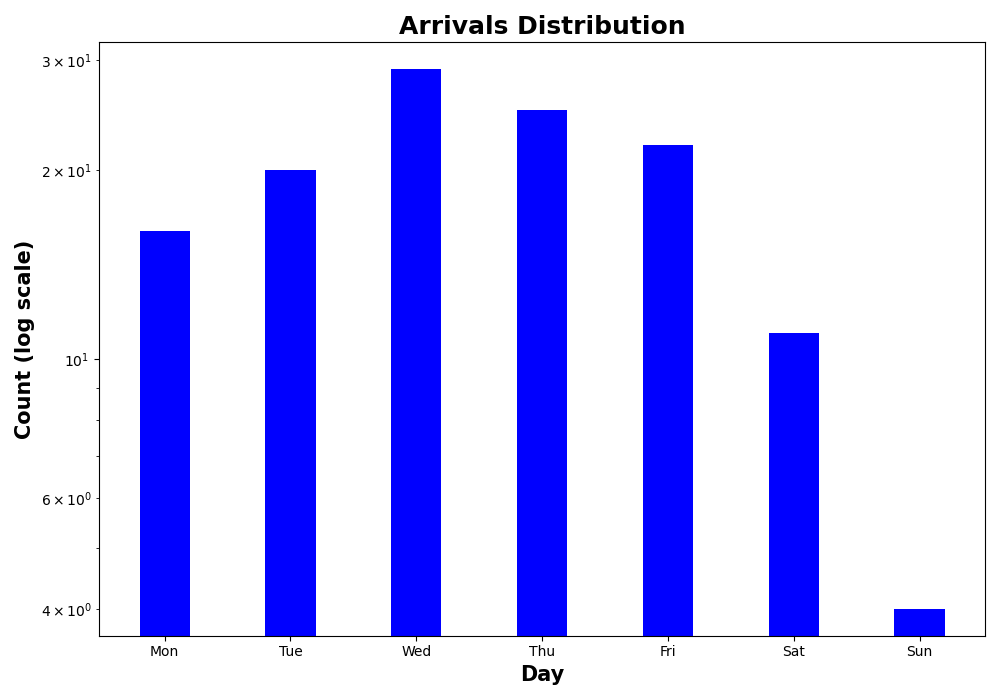 Arrivals Distribution
3 × 10¹
2 × 10¹
10¹
6 × 10⁰
4 × 10⁰
Count (log scale)
Mon Tue Wed Thu Fri Sat Sun
Day